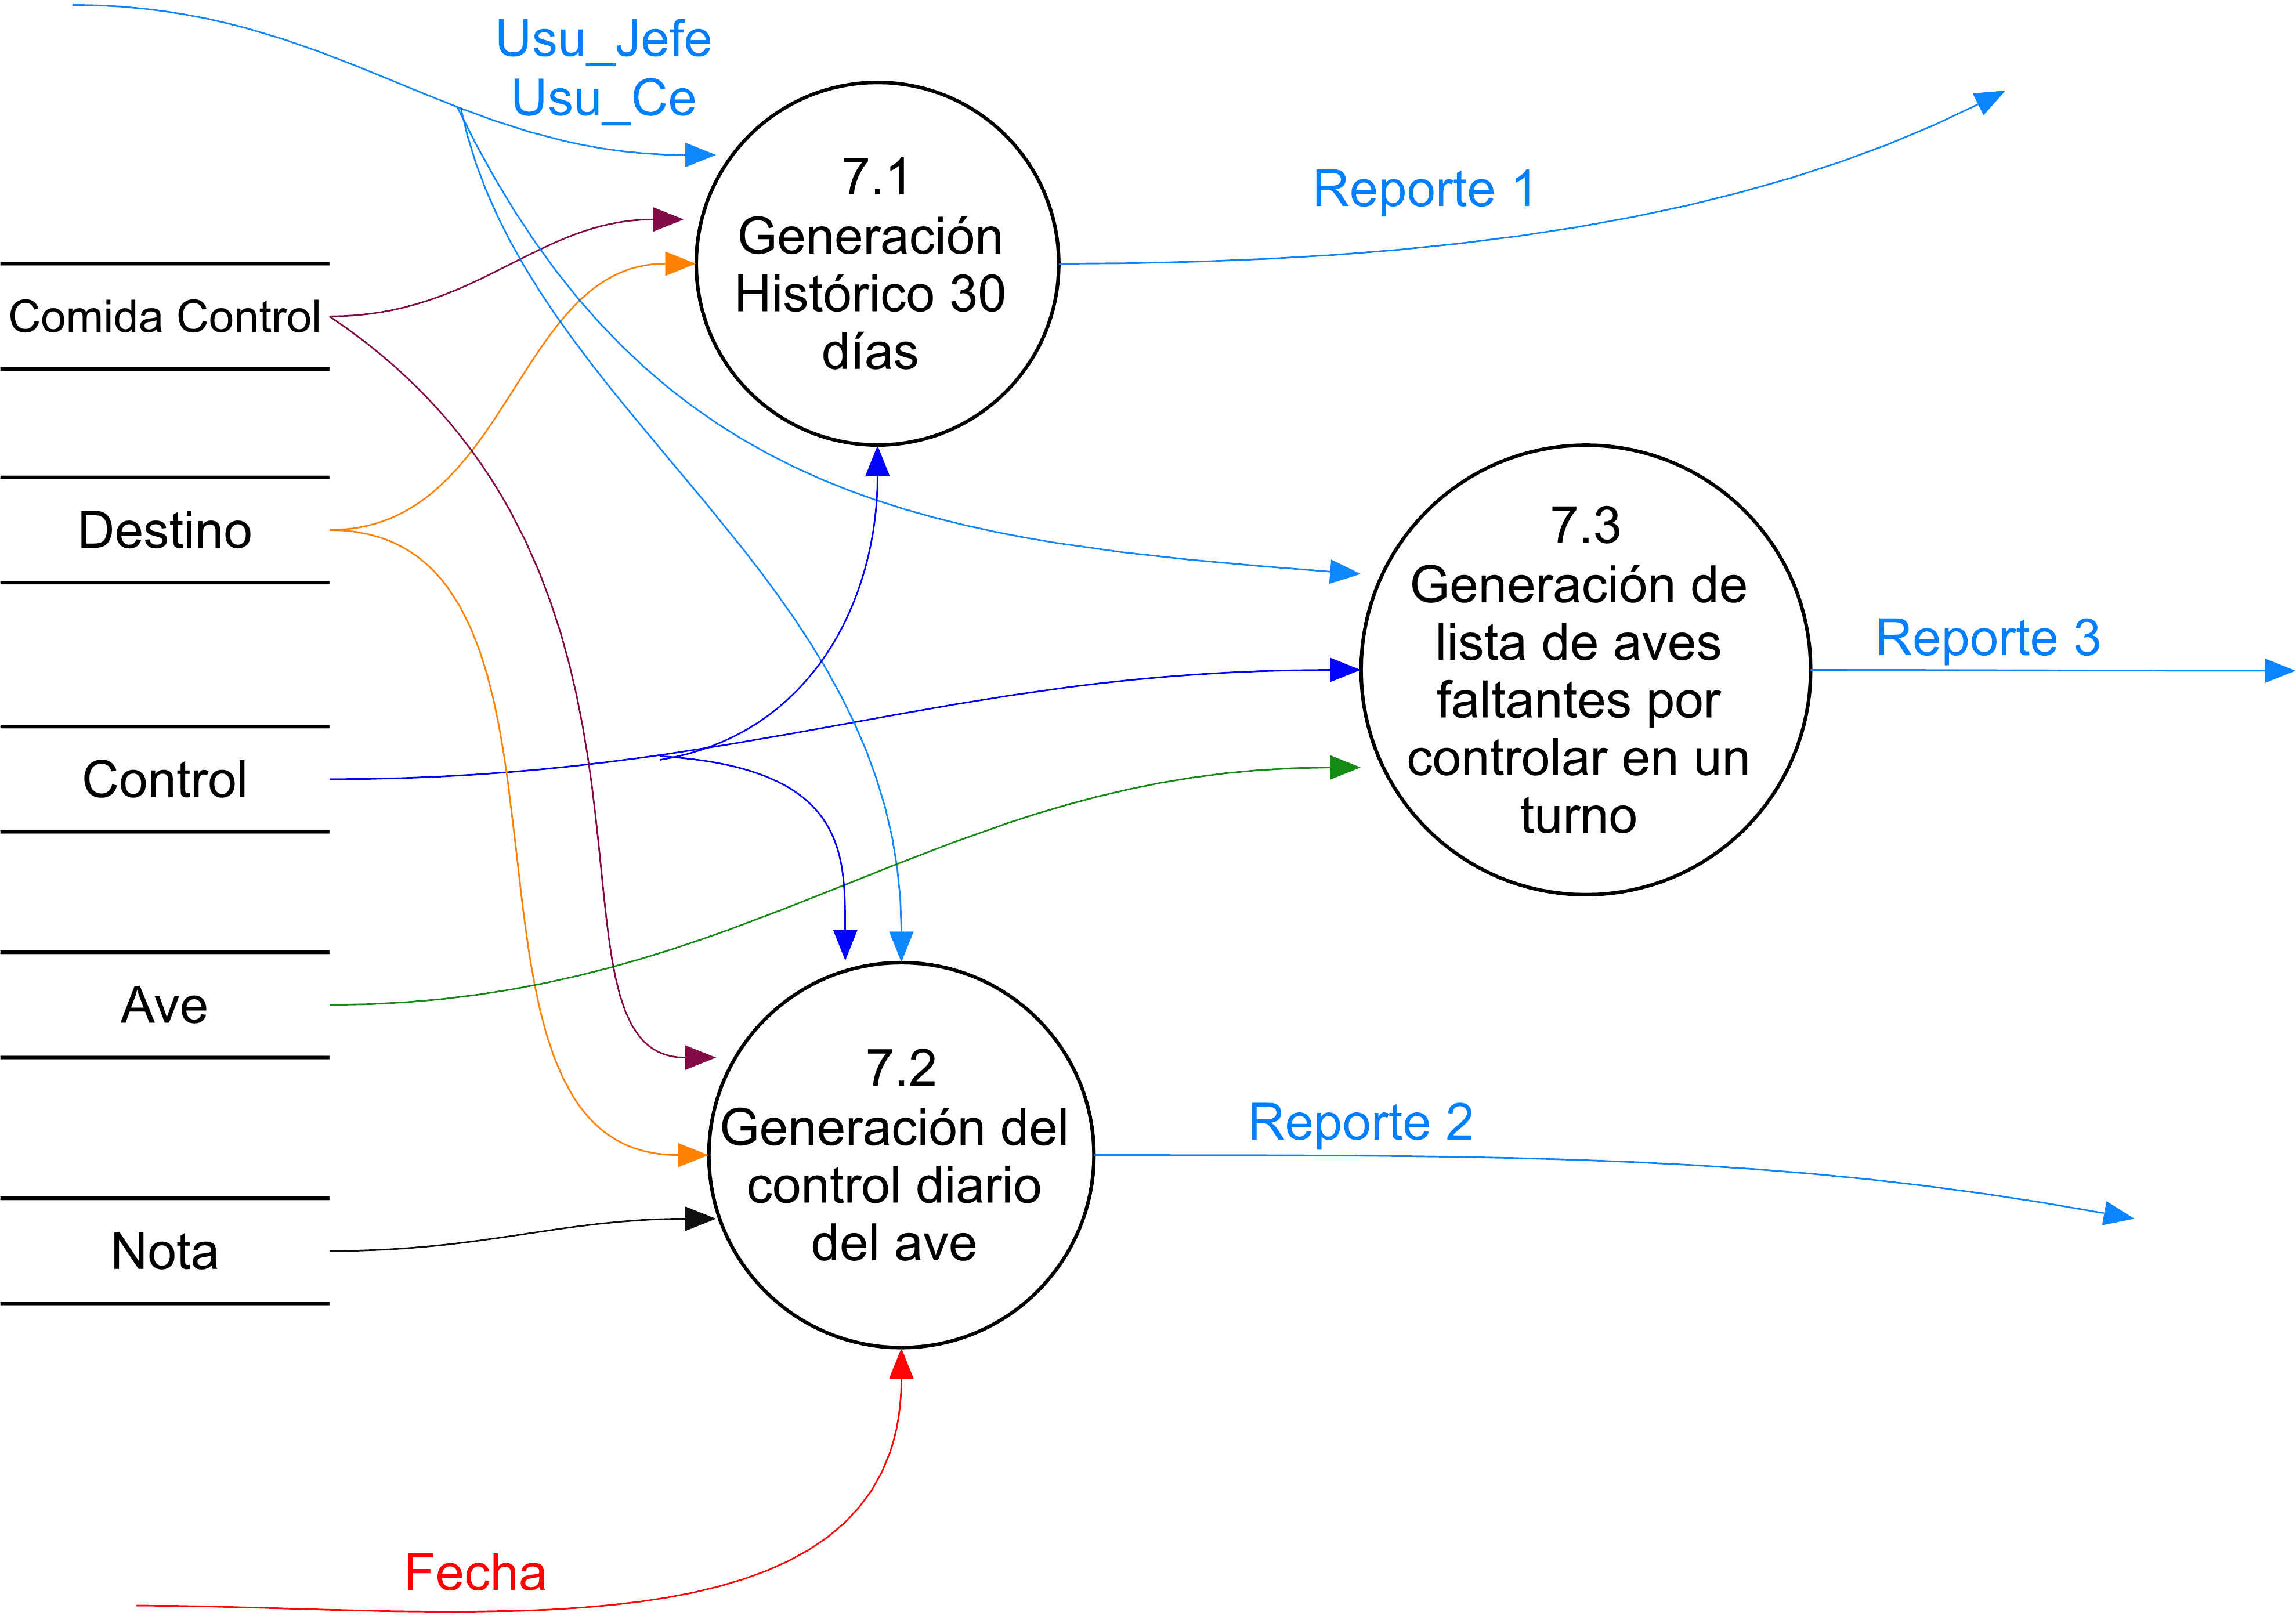 Usu_Jefe
Usu_Ce
7.1
Generación
Histórico 30
días
Reporte 1
Comida Control
Destino
7.3
Generación de
lista de aves
faltantes por
controlar en un
turno
Reporte 3
Control
Ave
7.2
Generación del
control diario
del ave
Reporte 2
Nota
Fecha